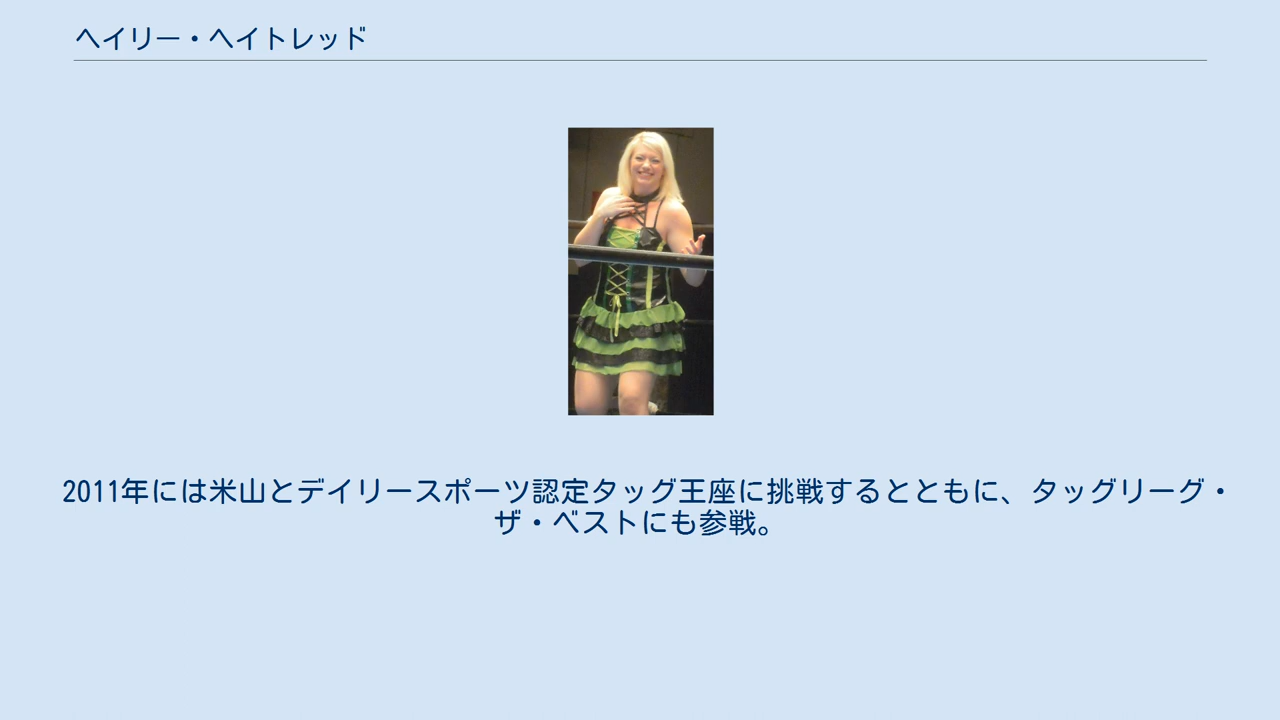 ヘイリー・ヘイトレッド
2011年には米山とデイリースポーツ認定タッグ王座に挑戦するとともに、タッグリーグ・
ザ・ベストにも参戦。